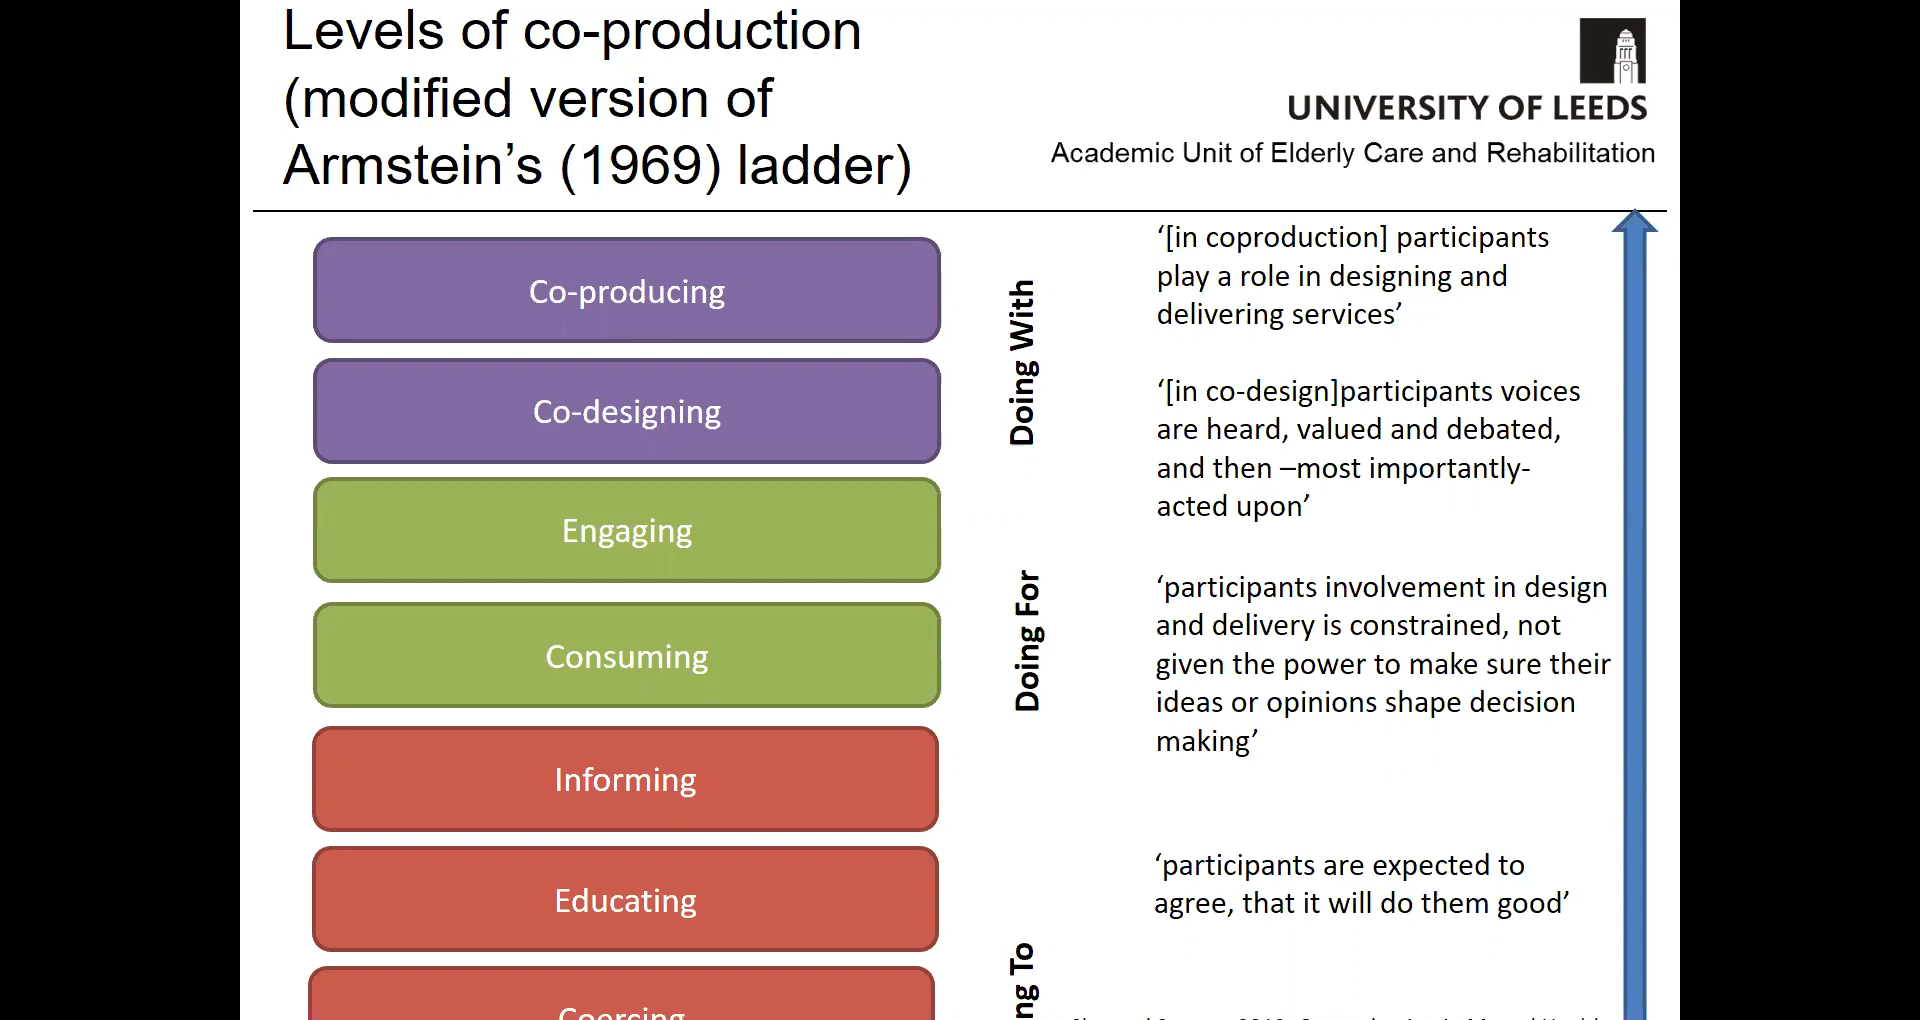 Levels of co-production
(modified version of
Armstein’s (1969) ladder)
UNIVERSITY OF LEEDS
Academic Unit of Elderly Care and Rehabilitation
Co-producing
Co-designing
Engaging
Consuming
Informing
Educating
Coercing
Doing With
Doing For
ng To
‘[in coproduction] participants
play a role in designing and
delivering services’
‘[in co-design]participants voices
are heard, valued and debated,
and then –most importantly-
acted upon’
‘participants involvement in design
and delivery is constrained, not
given the power to make sure their
ideas or opinions shape decision
making’
‘participants are expected to
agree, that it will do them good’